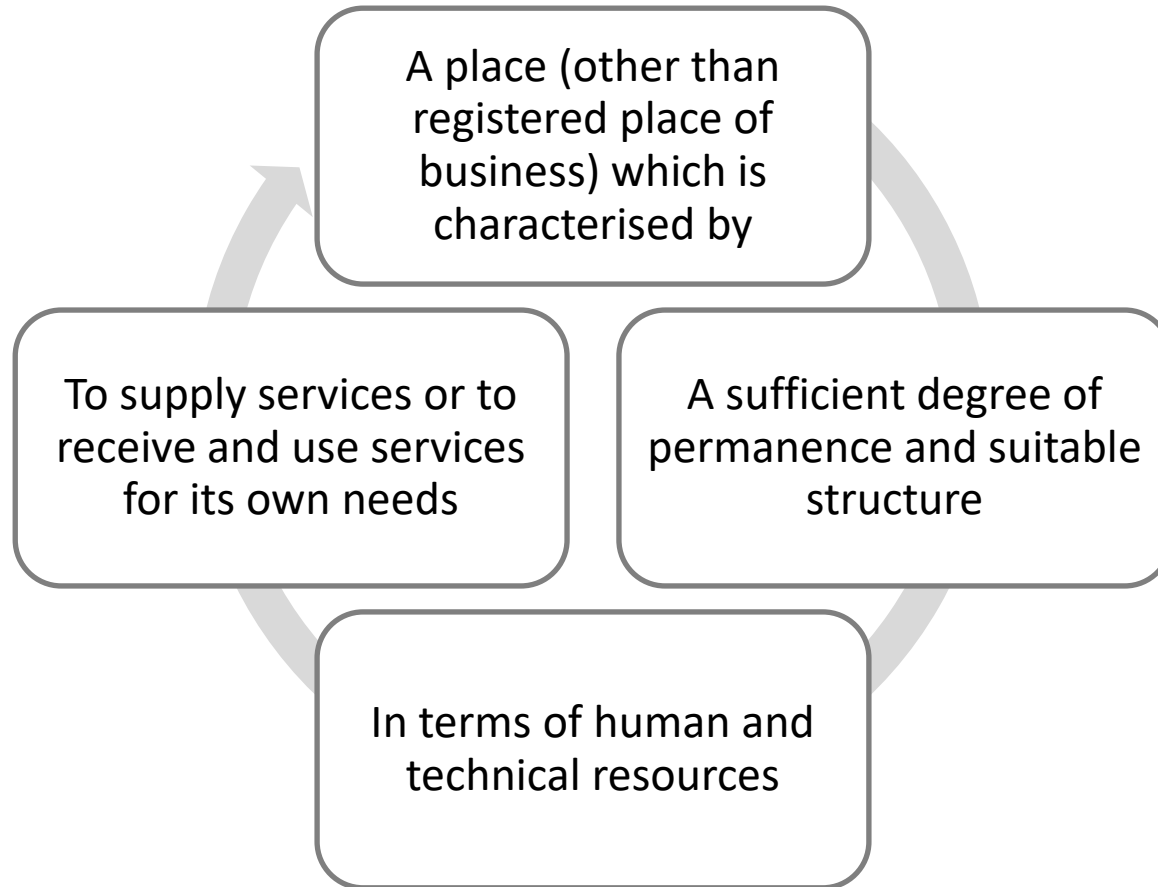 A place (other than
registered place of
business) which is
characterised by
A sufficient degree of
permanence and suitable
structure
In terms of human and
technical resources
To supply services or to
receive and use services
for its own needs